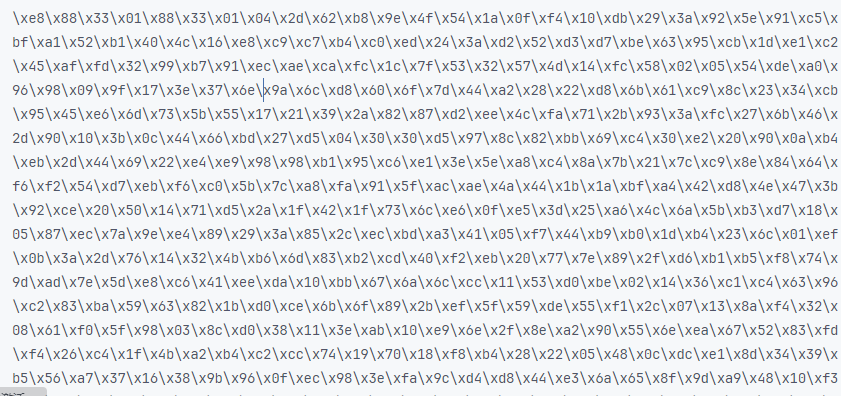 \xe8\x88\x33\x01\x88\x33\x01\x04\x2d\x62\xb8\x9e\x4f\x54\x1a\x0f\xf4\x10\xdb\x29\x3a\x92\x5e\x91\xc5\x
bf\xa1\x52\xb1\x40\x4c\x16\xe8\xc9\xc7\xb4\xc0\xed\x24\x3a\xd2\x52\xd3\xd7\xbe\x63\x95\xcb\x1d\xe1\xc2
\x45\xaf\xfd\x32\x99\xb7\x91\xec\xae\xca\xfc\x1c\x7f\x53\x32\x57\x4d\x14\xfc\x58\x02\x05\x54\xde\xa0\x
96\x98\x09\x9f\x17\x3e\x37\x6e\x9a\x6c\xd8\x60\x6f\x7d\x44\xa2\x28\x22\xd8\x6b\x61\xc9\x8c\x23\x34\xcb
\x95\x45\xe6\x6d\x73\x5b\x55\x17\x21\x39\x2a\x82\x87\xd2\xee\x4c\xfa\x71\x2b\x93\x3a\xfc\x27\x6b\x46\x
2d\x90\x10\x3b\x0c\x44\x66\xbd\x27\xd5\x04\x30\x30\xd5\x97\x8c\x82\xbb\x69\xc4\x30\xe2\x20\x90\x0a\xb4
\xeb\x2d\x44\x69\x22\xe4\xe9\x98\x98\xb1\x95\xc6\xe1\x3e\x5e\xa8\xc4\x8a\x7b\x21\x7c\xc9\x8e\x84\x64\x
f6\xf2\x54\xd7\xeb\xf6\xc0\x5b\x7c\xa8\xfa\x91\x5f\xac\xae\x4a\x44\x1b\x1a\xbf\xa4\x42\xd8\x4e\x47\x3b
\x92\xce\x20\x50\x14\x71\xd5\x2a\x1f\x42\x1f\x73\x6c\xe6\x0f\xe5\x3d\x25\xa6\x4c\x6a\x5b\xb3\xd7\x18\x
05\x87\xec\x7a\x9e\xe4\x89\x29\x3a\x85\x2c\xec\xbd\xa3\x41\x05\xf7\x44\xb9\xb0\x1d\xb4\x23\x6c\x01\xef
\x0b\x3a\x2d\x76\x14\x32\x4b\xb6\x6d\x83\xb2\xcd\x40\xf2\xeb\x20\x77\x7e\x89\x2f\xd6\xb1\xb5\xf8\x74\x
9d\xad\x7e\x5d\xe8\xc6\x41\xee\xda\x10\xbb\x67\x6a\x6c\xcc\x11\x53\xd0\xbe\x02\x14\x36\xc1\xc4\x63\x96
\xc2\x83\xba\x59\x63\x82\x1b\xd0\xce\x6b\x6f\x89\x2b\xef\x5f\x59\xde\x55\xf1\x2c\x07\x13\x8a\xf4\x32\x
08\x61\xf0\x5f\x98\x03\x8c\xd0\x38\x11\x3e\xab\x10\xe9\x6e\x2f\x8e\xa2\x90\x55\x6e\xea\x67\x52\x83\xfd
\xf4\x26\xc4\x1f\x4b\xa2\xb4\xc2\xcc\x74\x19\x70\x18\xf8\xb4\x28\x22\x05\x48\x0c\xdc\xe1\x8d\x34\x39\x
b5\x56\xa7\x37\x16\x38\x9b\x96\x0f\xec\x98\x3e\xfa\x9c\xd4\xd8\x44\xe3\x6a\x65\x8f\x9d\xa9\x48\x10\xf3